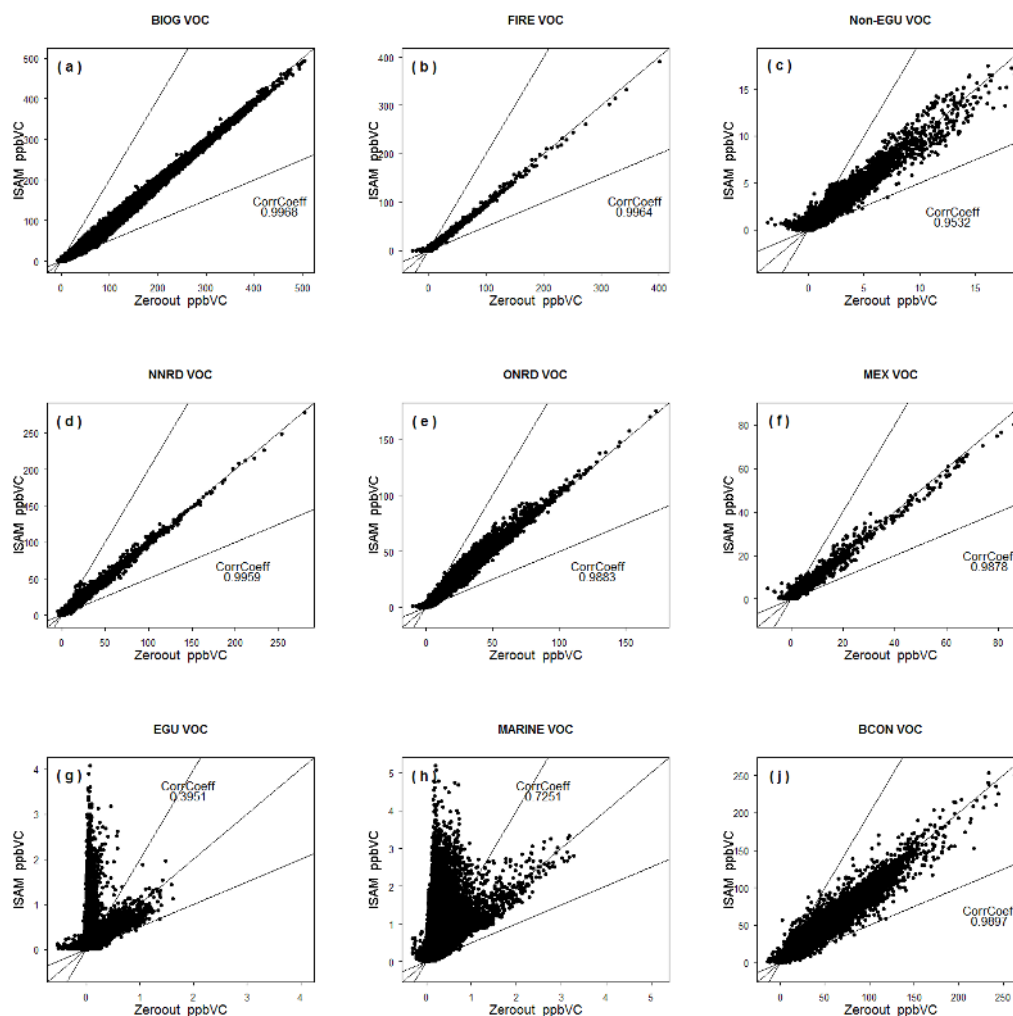 BIOG VOC
( a )
ISAM ppbVC
500
400
300
200
100
0
CorrCoeff
0.9968
0 100 200 300 400 500
Zeroout ppbVC
FIRE VOC
( b )
ISAM ppbVC
400
300
200
100
0
CorrCoeff
0.9964
0 100 200 300 400
Zeroout ppbVC
Non-EGU VOC
( c )
ISAM ppbVC
15
10
5
0
CorrCoeff
0.9532
0 5 10 15
Zeroout ppbVC
NNRD VOC
( d )
ISAM ppbVC
250
200
150
100
50
0
CorrCoeff
0.9959
0 50 100 150 200 250
Zeroout ppbVC
ONRD VOC
( e )
ISAM ppbVC
150
100
50
0
CorrCoeff
0.9883
0 50 100 150
Zeroout ppbVC
MEX VOC
( f )
ISAM ppbVC
80
60
40
20
0
CorrCoeff
0.9878
0 20 40 60 80
Zeroout ppbVC
EGU VOC
( g )
ISAM ppbVC
4
3
2
1
0
CorrCoeff
0.3951
0 1 2 3 4
Zeroout ppbVC
MARINE VOC
( h )
ISAM ppbVC
5
4
3
2
1
0
CorrCoeff
0.7251
0 1 2 3 4 5
Zeroout ppbVC
BCON VOC
( j )
ISAM ppbVC
250
200
150
100
50
0
CorrCoeff
0.9897
0 50 100 150 200 250
Zeroout ppbVC